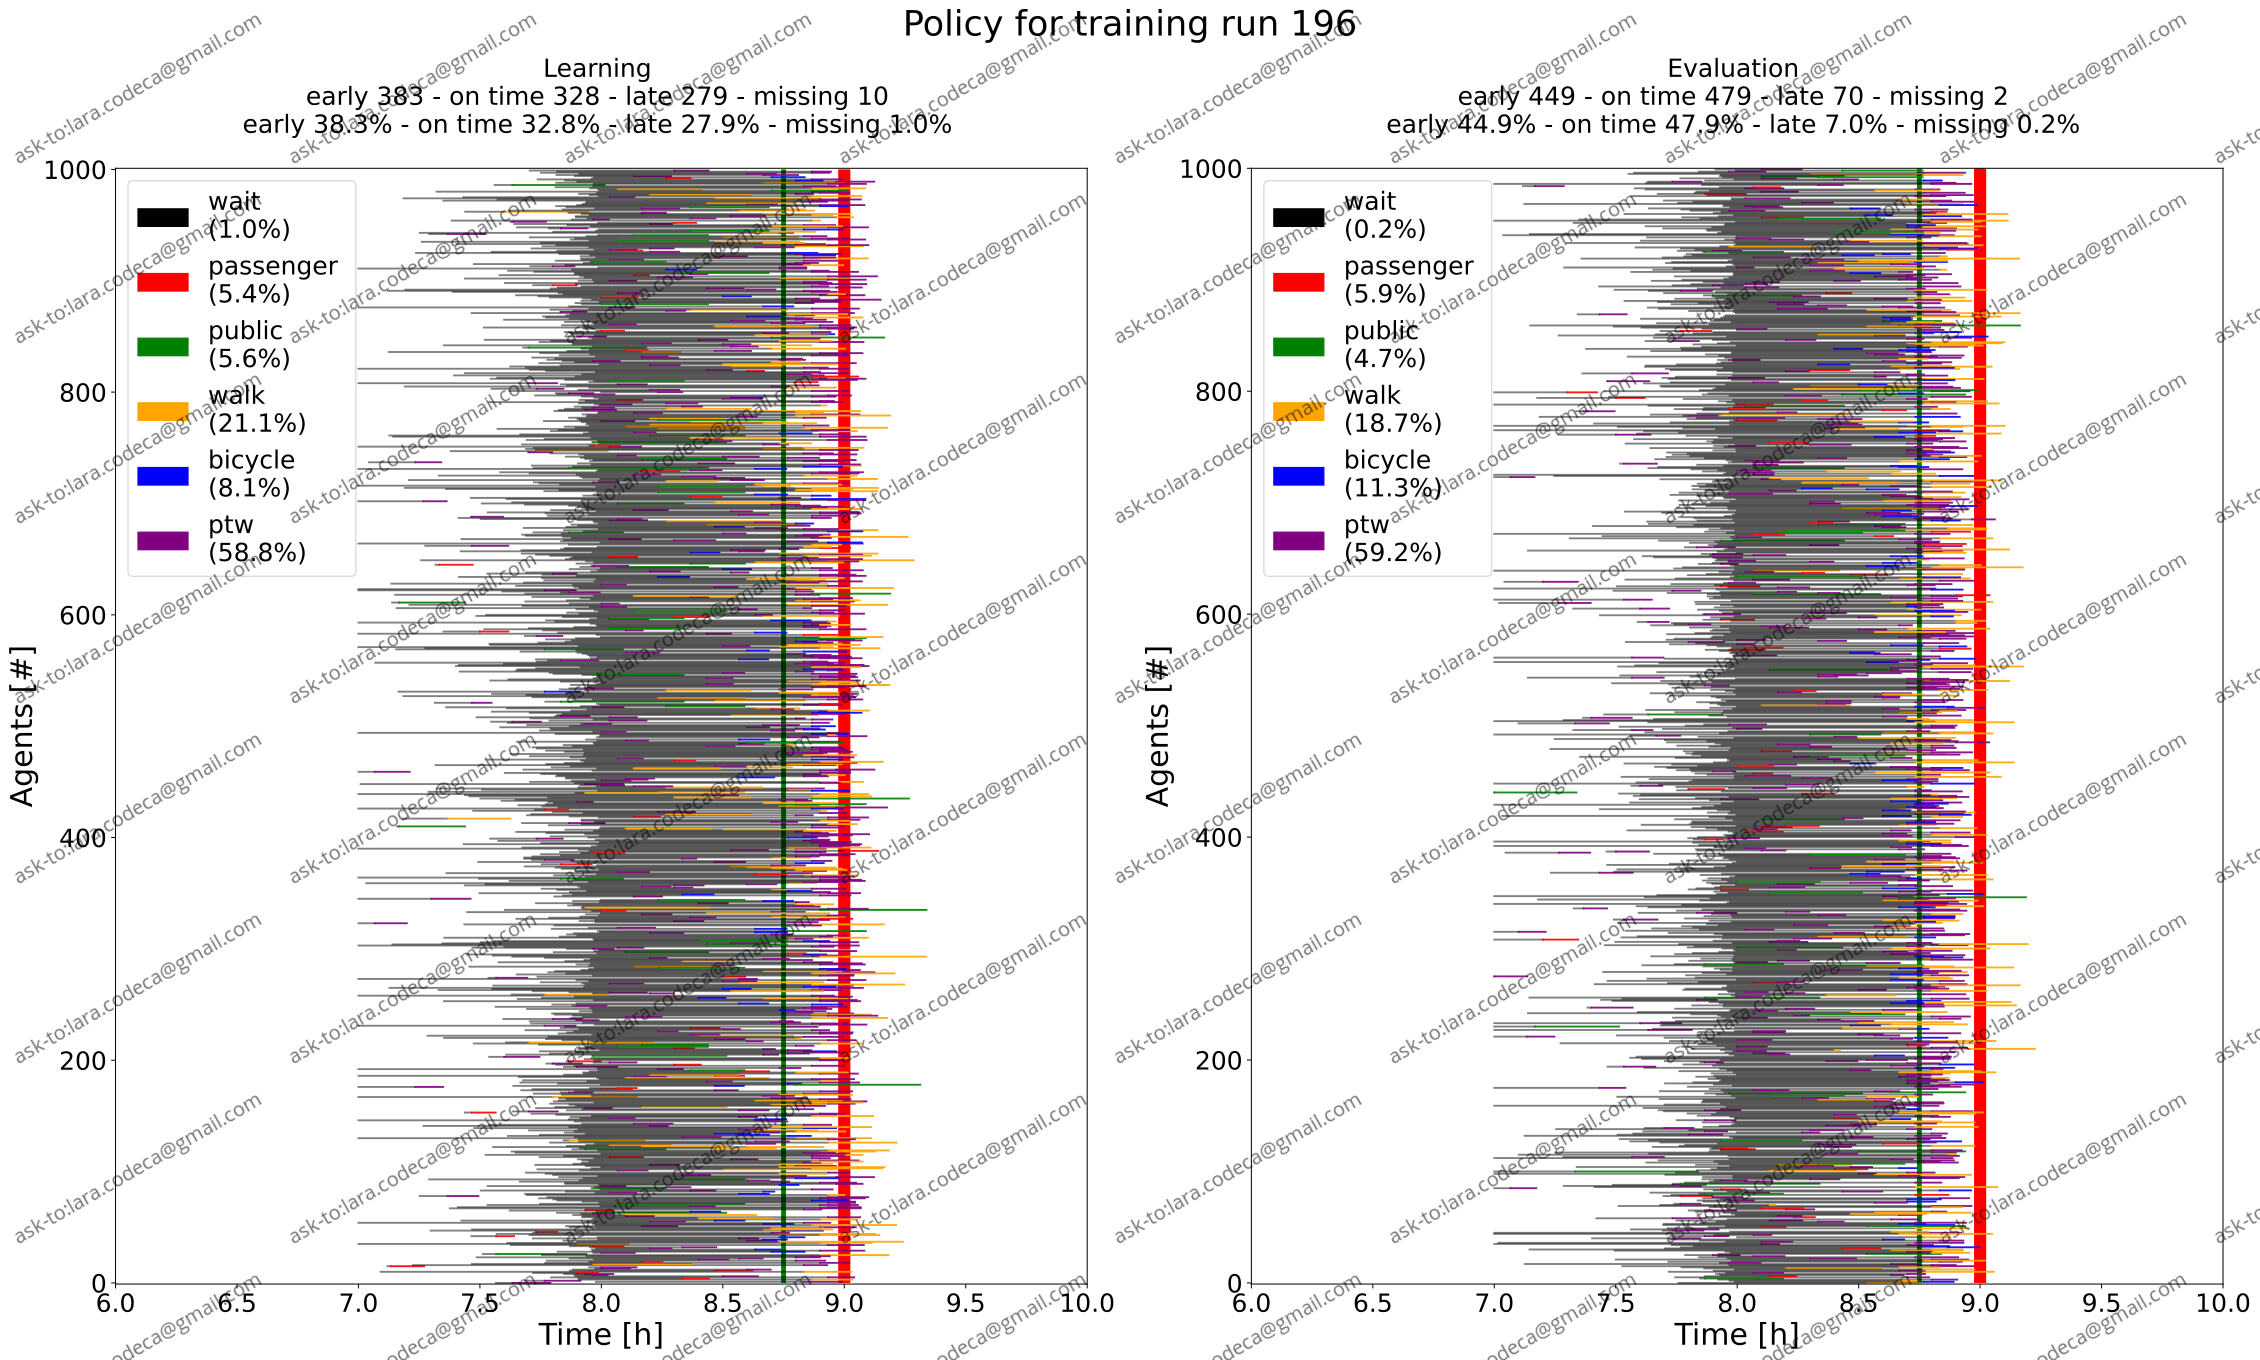 Policy for training run 196
Learning
early 383 - on time 328 - late 279 - missing 10
early 38.3% - on time 32.8% - late 27.9% - missing 1.0%
wait
(1.0%)
passenger
(5.4%)
public
(5.6%)
walk
(21.1%)
bicycle
(8.1%)
ptw
(58.8%)
1000
800
600
400
200
0
Agents [#]
6.0 6.5 7.0 7.5 8.0 8.5 9.0 9.5 10.0
Time [h]
Evaluation
early 449 - on time 479 - late 70 - missing 2
early 44.9% - on time 47.9% - late 7.0% - missing 0.2%
wait
(0.2%)
passenger
(5.9%)
public
(4.7%)
walk
(18.7%)
bicycle
(11.3%)
ptw
(59.2%)
1000
800
600
400
200
0
Agents [#]
6.0 6.5 7.0 7.5 8.0 8.5 9.0 9.5 10.0
Time [h]
ask-to:lara.codeca@gmail.com